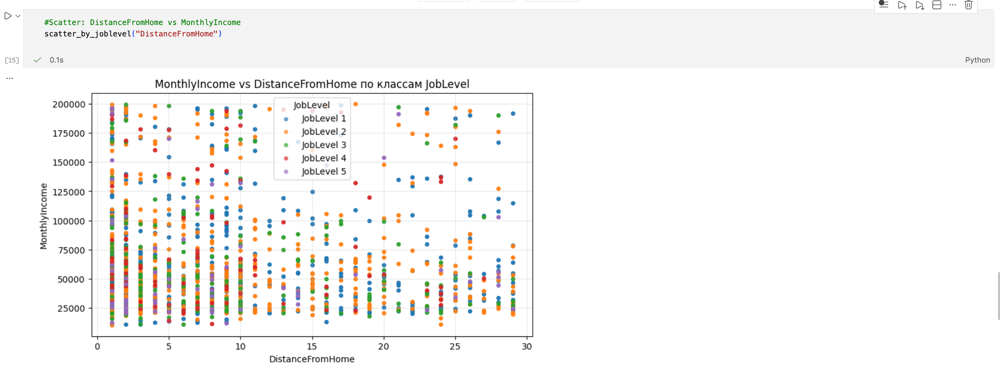 #Scatter: DistanceFromHome vs MonthlyIncome
scatter_by_joblevel("DistanceFromHome")
[15]
0.1s
Python
...
MonthlyIncome vs DistanceFromHome по классам JobLevel
200000
175000
150000
125000
100000
75000
50000
25000
MonthlyIncome
JobLevel
JobLevel 1
JobLevel 2
JobLevel 3
JobLevel 4
JobLevel 5
0 5 10 15 20 25 30
DistanceFromHome